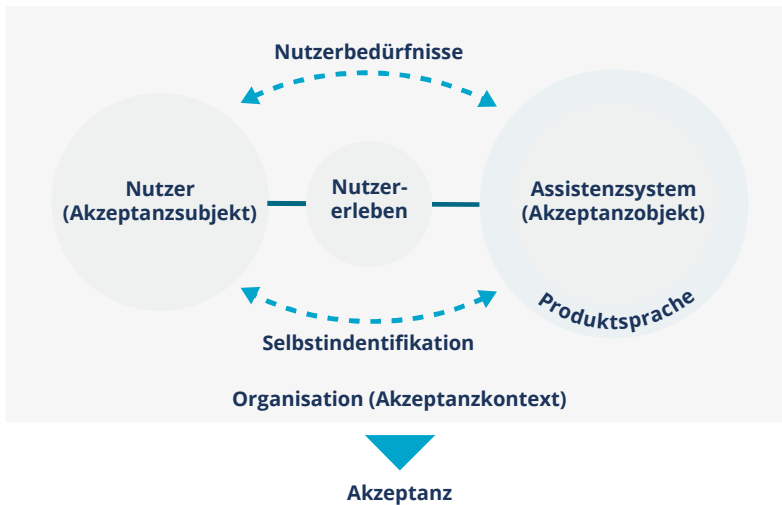 Nutzerbedürfnisse
Nutzer
(Akzeptanzsubjekt)
Nutzer-
erleben
Assistenzsystem
(Akzeptanzobjekt)
Produktsprache
Selbstindentifikation
Organisation (Akzeptanzkontext)
Akzeptanz